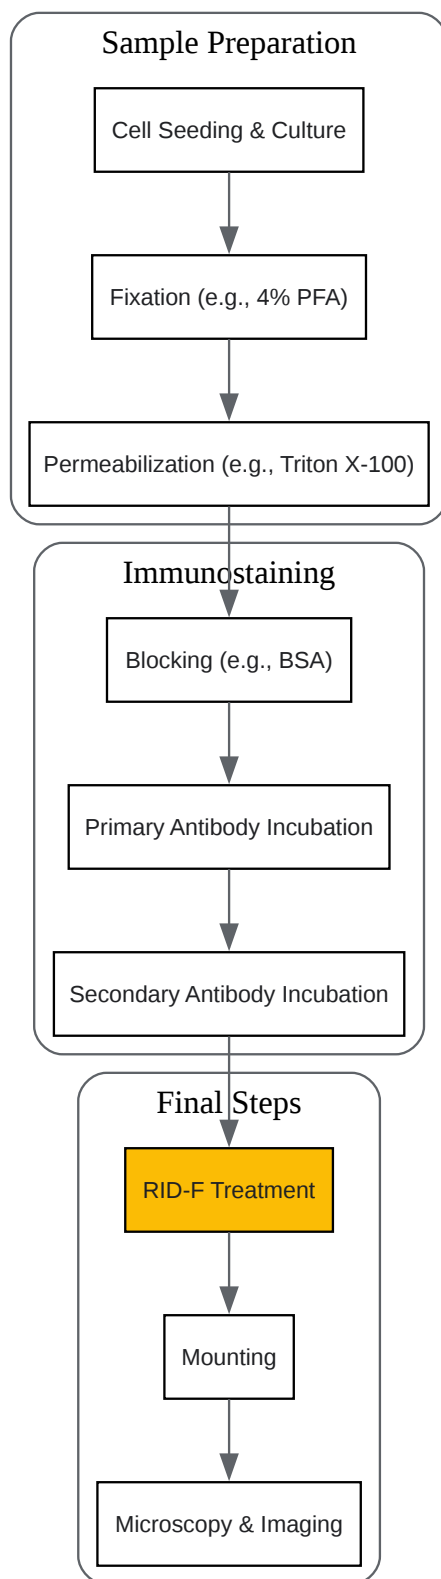 Sample Preparation
Cell Seeding & Culture
Fixation (e.g., 4% PFA)
Permeabilization (e.g., Triton X-100)
Immunostaining
Blocking (e.g., BSA)
Primary Antibody Incubation
Secondary Antibody Incubation
Final Steps
RID-F Treatment
Mounting
Microscopy & Imaging